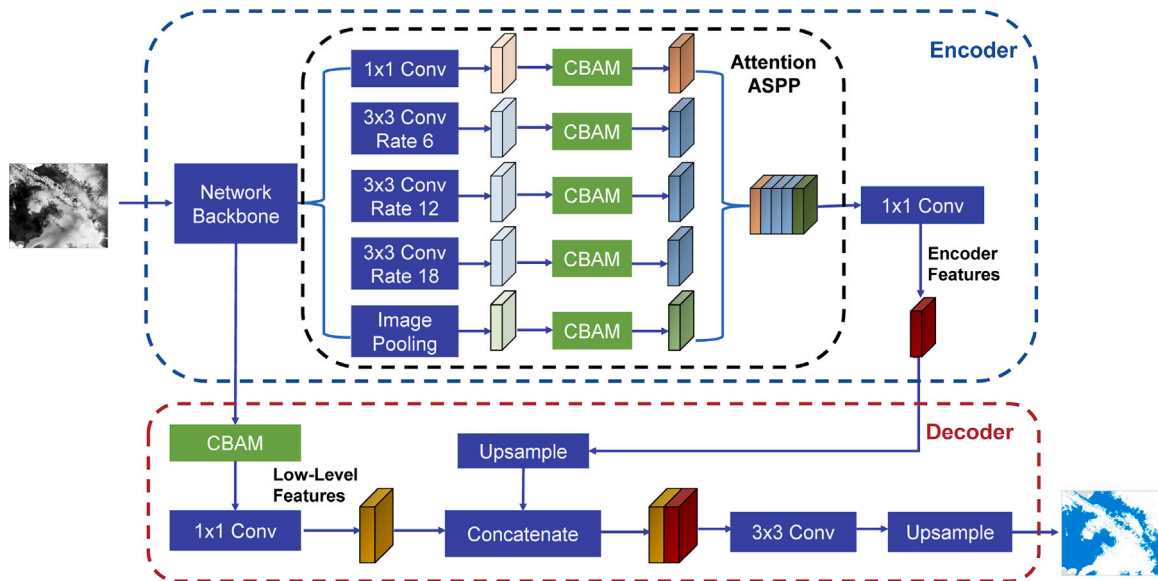 Encoder
Attention
ASPP
1x1 Conv
CBAM
3x3 Conv
Rate 6
CBAM
Network
Backbone
3x3 Conv
Rate 12
CBAM
1x1 Conv
3x3 Conv
Rate 18
CBAM
Encoder
Features
Image
Pooling
CBAM
Decoder
CBAM
Upsample
Low-Level
Features
1x1 Conv
Concatenate
3x3 Conv
Upsample